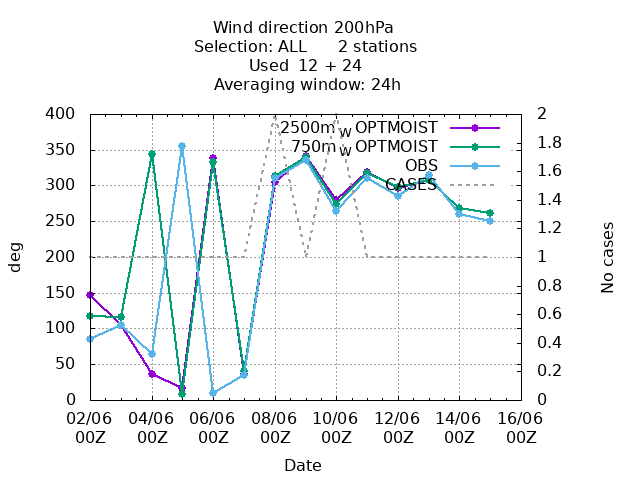 Wind direction 200hPa
Selection: ALL 2 stations
Used 12 + 24
Averaging window: 24h
400 2
2500m w OPTMOIST
350 1.8
750m w OPTMOIST
OBS
300 1.6
CASES
250 1.4
1.2
200 1
150 0.8
100 0.6
0.4
50 0.2
0 0
deg
No cases
02/06 04/06 06/06 08/06 10/06 12/06 14/06 16/06
00Z 00Z 00Z 00Z 00Z 00Z 00Z 00Z
Date